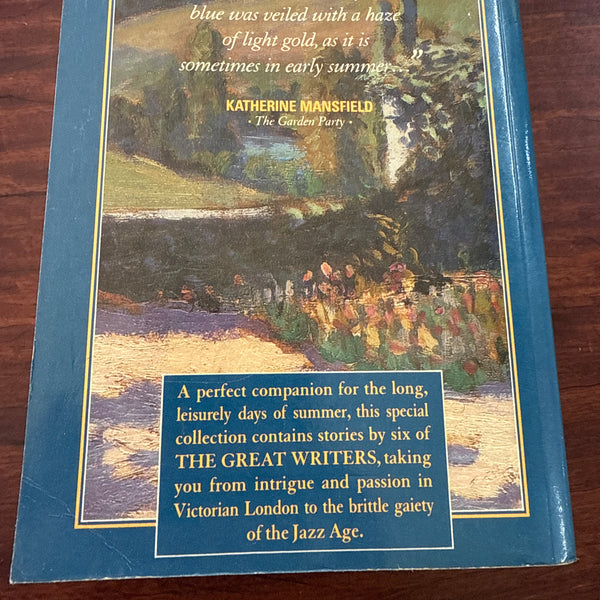 blue was veiled with a haze
of light gold, as it is
sometimes in early summer..."
KATHERINE MANSFIELD
• The Garden Party •
A perfect companion for the long,
leisurely days of summer, this special
collection contains stories by six of
THE GREAT WRITERS, taking
you from intrigue and passion in
Victorian London to the brittle gaiety
of the Jazz Age.